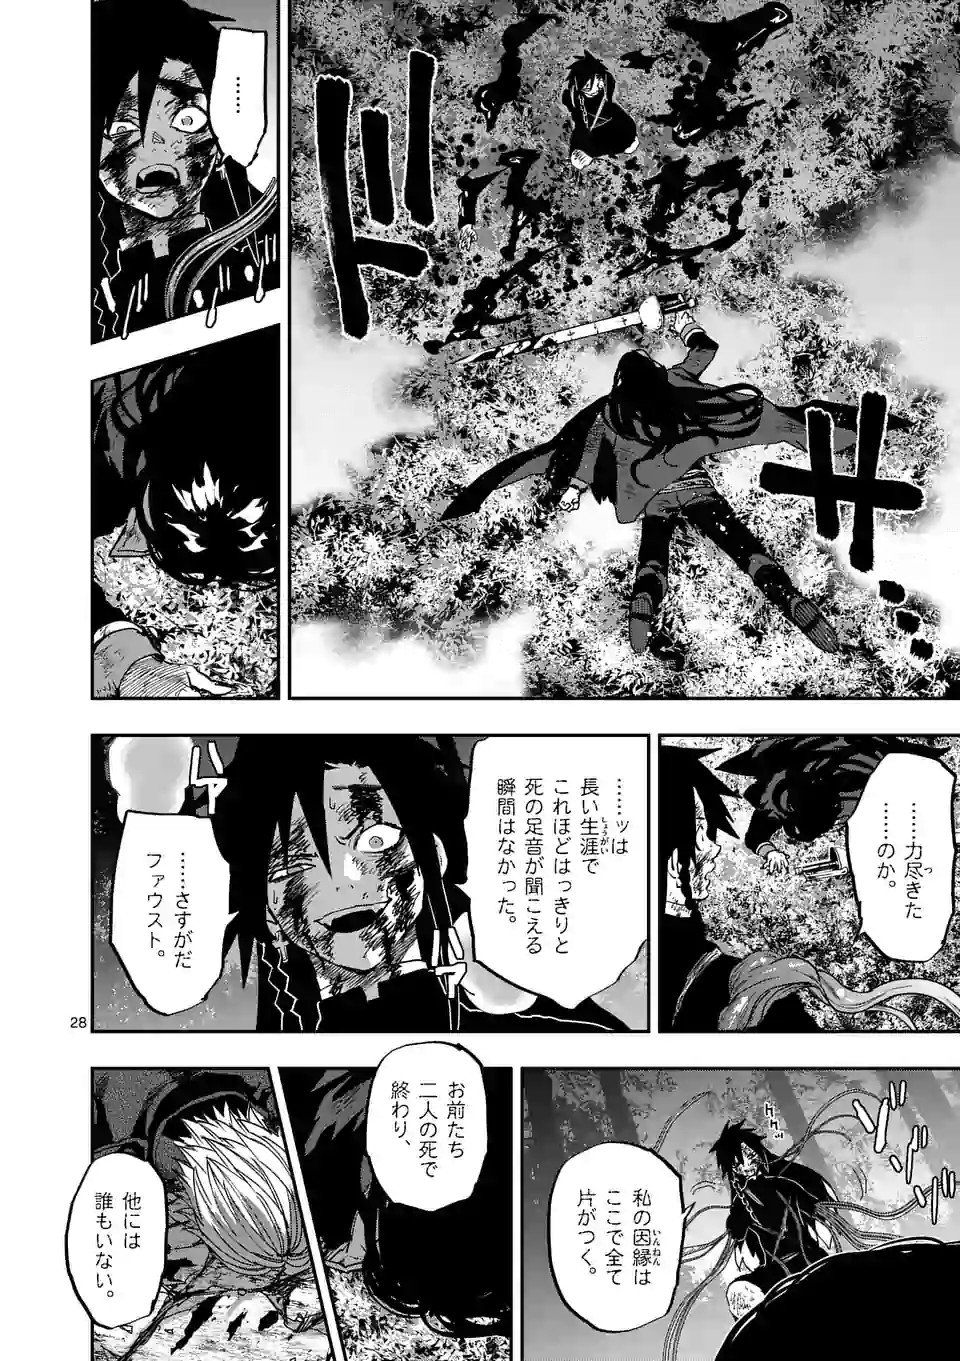 ドサ…
……
……力尽きた
……のか。
……ッは
長い生涯で
これほどはっきりと
死の足音が聞こえる
瞬間はなかった。
ハァ
ハァ
……さすがだ
ファウスト。
28
私の因縁は
ここで全て
片がつく。
お前たち
二人の死で
終わり、
他には
誰もいない。